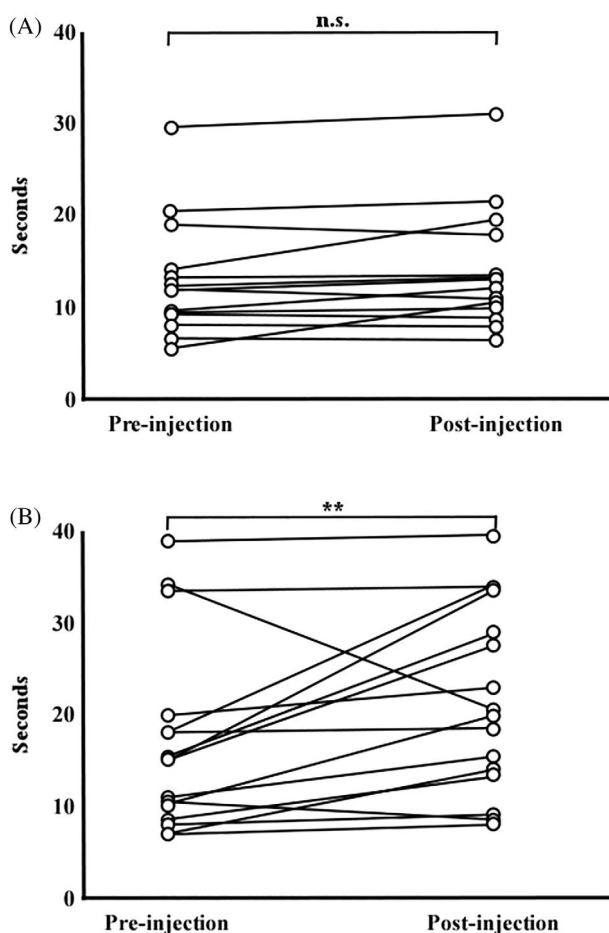 (A)
n.s.
40
30
20
10
0
Seconds
Pre-injection Post-injection
(B)
**
40
30
20
10
0
Seconds
Pre-injection Post-injection